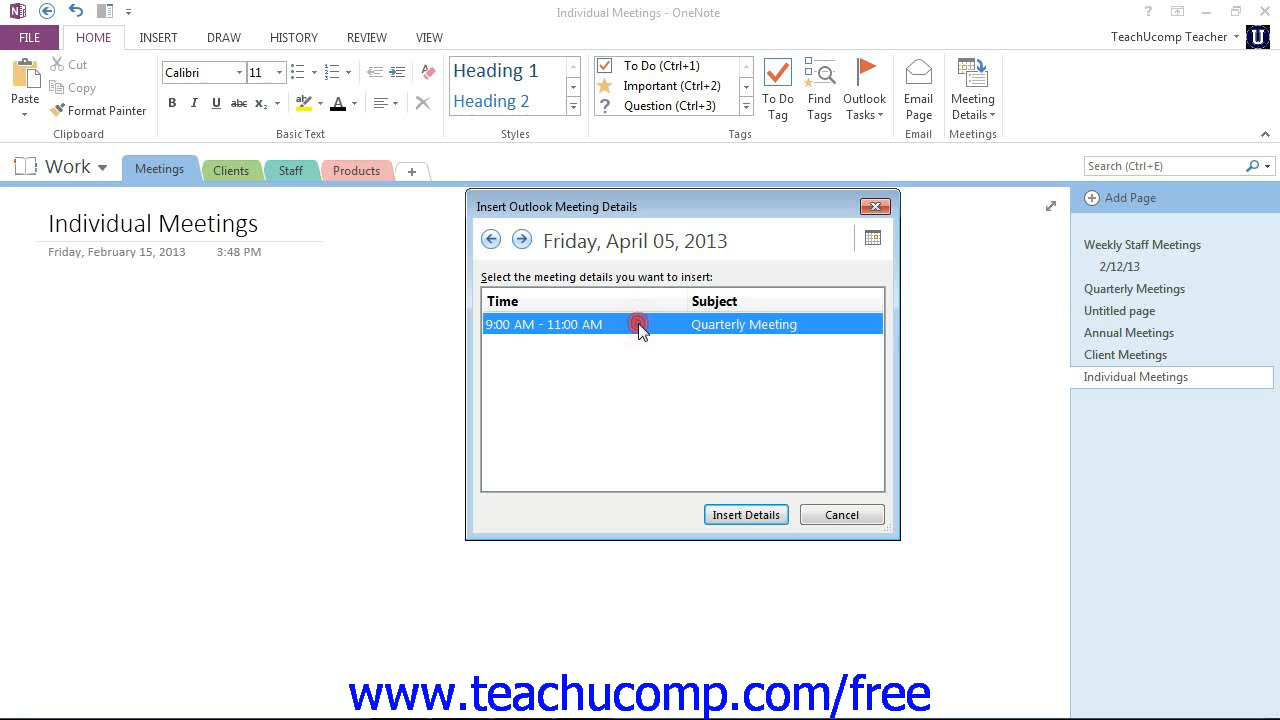 Individual Meetings - OneNote
?
FILE HOME INSERT DRAW HISTORY REVIEW VIEW
TeachUcomp Teacher U
Paste
Cut
Copy
Format Painter
Clipboard
Calibri 11
B I U abc x₂ A
Basic Text
Heading 1
Heading 2
Styles
To Do (Ctrl+1)
Important (Ctrl+2)
? Question (Ctrl+3)
To Do
Tag
Find
Tags
Tags
Outlook
Tasks
Email
Page
Email
Meeting
Details
Meetings
Work Meetings Clients Staff Products +
Search (Ctrl+E)
Individual Meetings
Friday, February 15, 2013 3:48 PM
Insert Outlook Meeting Details
Friday, April 05, 2013
Select the meeting details you want to insert:
Time Subject
9:00 AM - 11:00 AM Quarterly Meeting
Insert Details Cancel
Add Page
Weekly Staff Meetings
2/12/13
Quarterly Meetings
Untitled page
Annual Meetings
Client Meetings
Individual Meetings
www.teachucomp.com/free